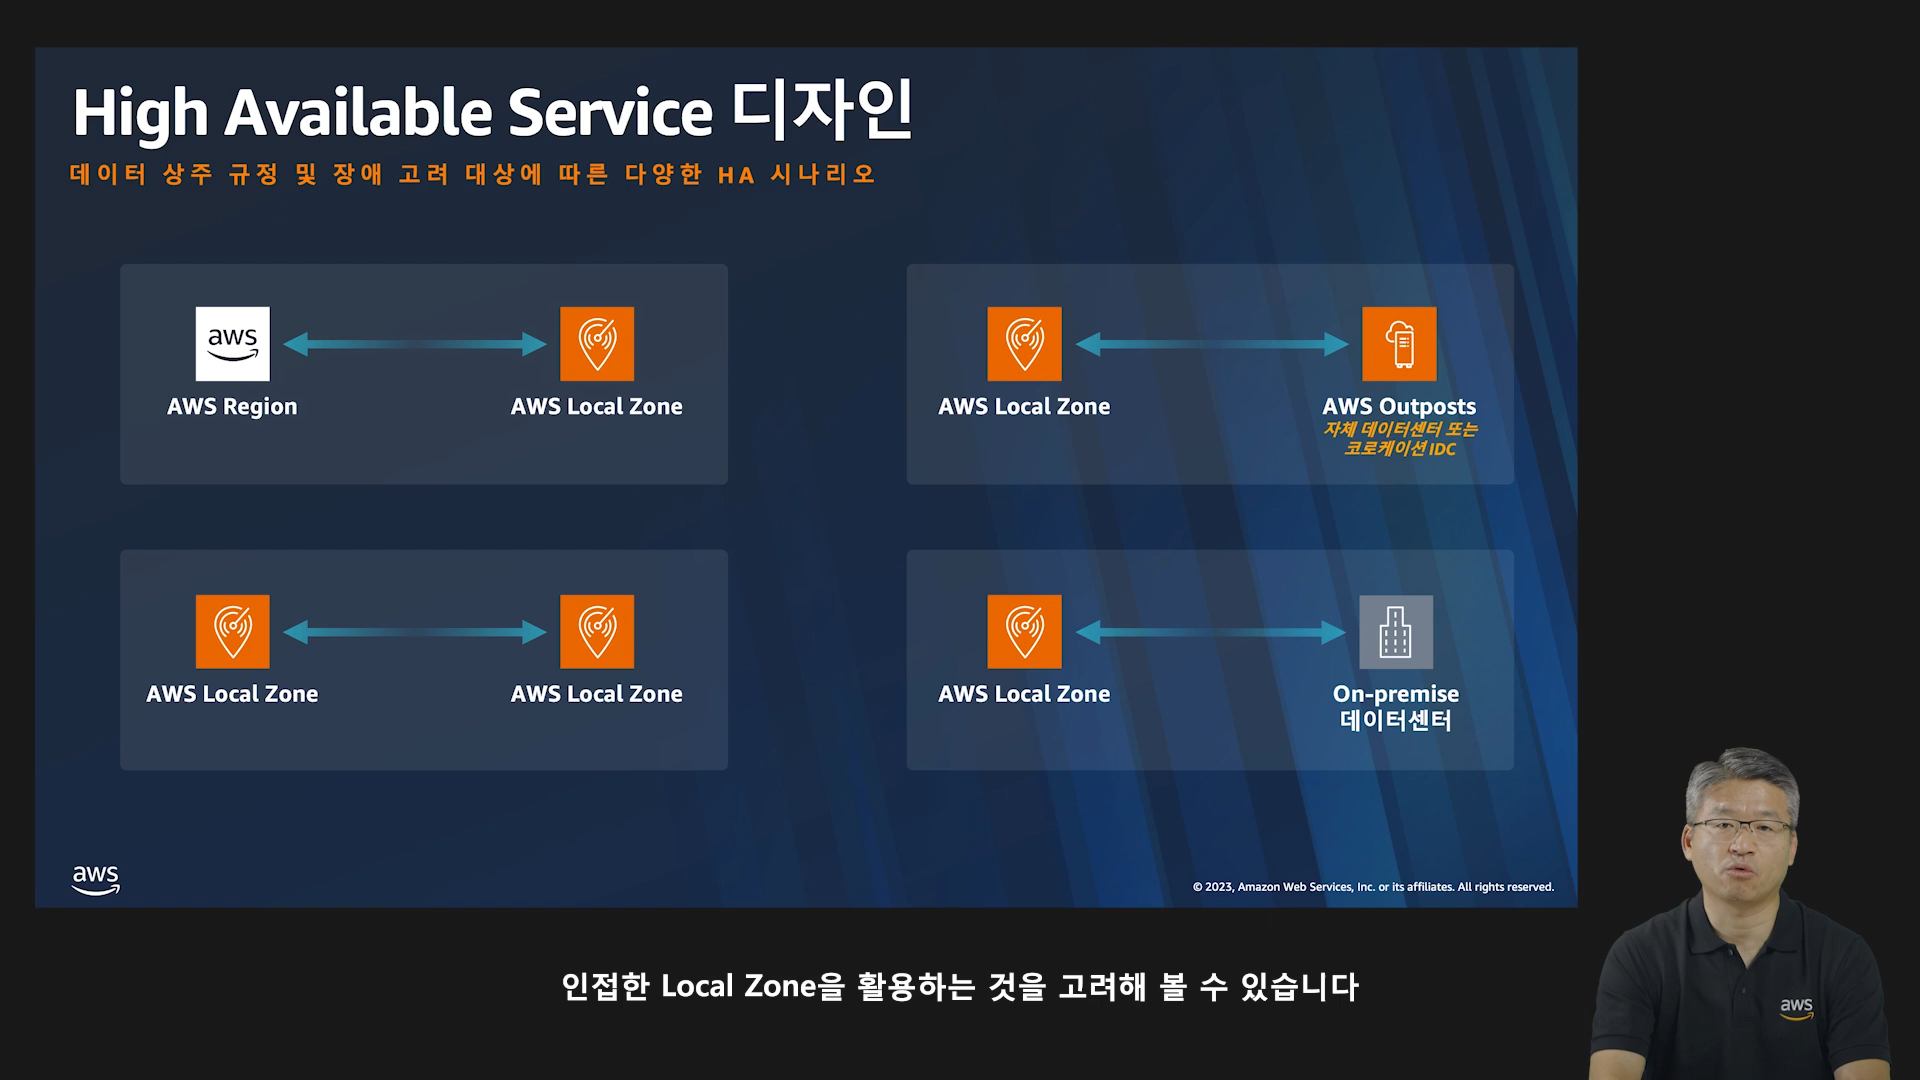 High Available Service 디자인
데이터 상주 규정 및 장애 고려 대상에 따른 다양한 HA 시나리오
aws
AWS Region
AWS Local Zone
AWS Local Zone
AWS Outposts
자체 데이터센터 또는
코로케이션 IDC
AWS Local Zone
AWS Local Zone
AWS Local Zone
On-premise
데이터센터
aws
© 2023, Amazon Web Services, Inc. or its affiliates. All rights reserved.
인접한 Local Zone을 활용하는 것을 고려해 볼 수 있습니다
aws